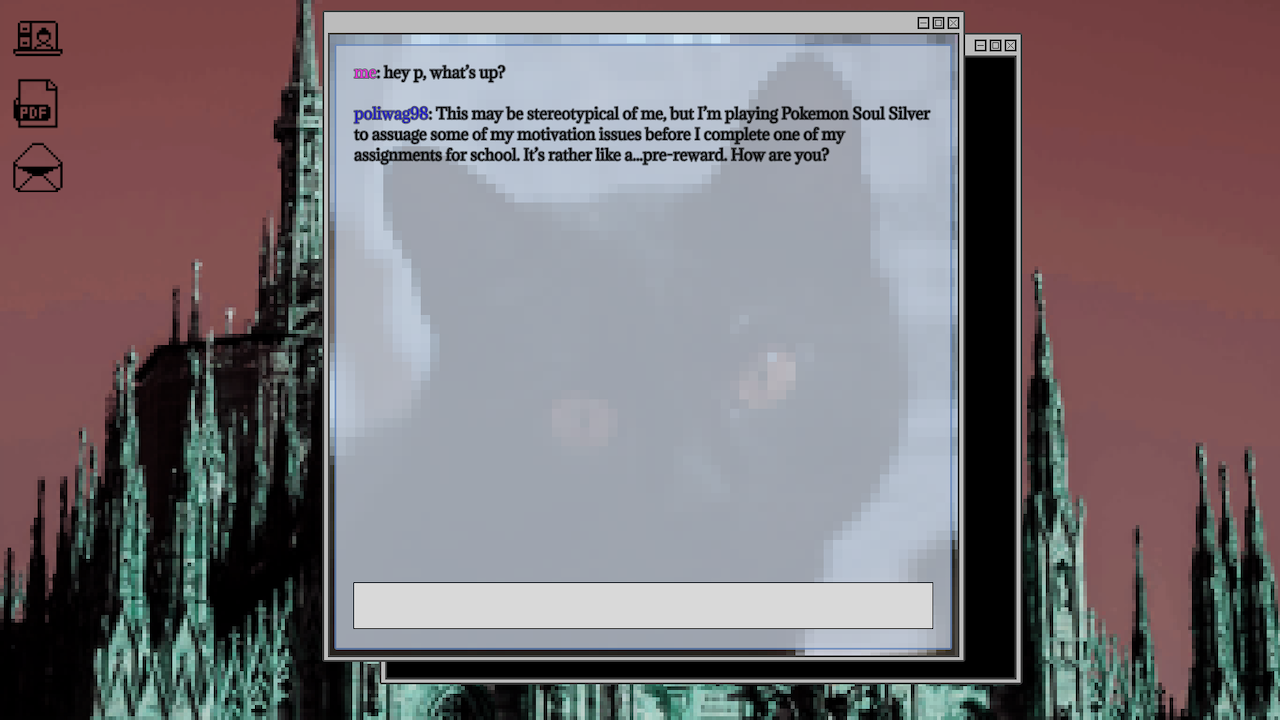 PDF
me: hey p, what's up?
poliwag98: This may be stereotypical of me, but I'm playing Pokemon Soul Silver
to assuage some of my motivation issues before I complete one of my
assignments for school. It's rather like a...pre-reward. How are you?